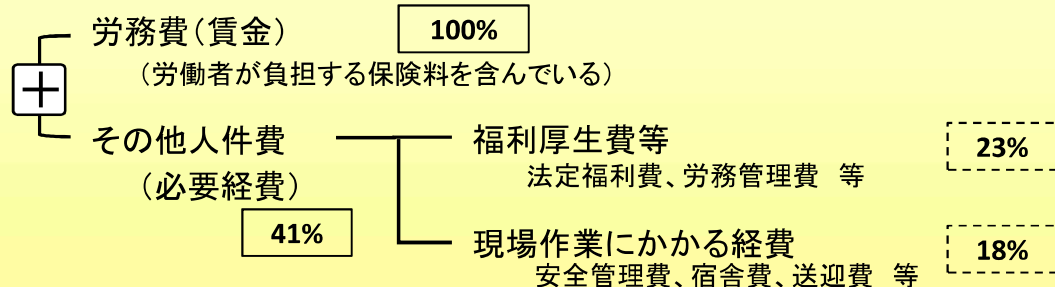 労務費（賃金） 100%
（労働者が負担する保険料を含んでいる）
その他人件費 福利厚生費等 23%
（必要経費） 法定福利費、労務管理費 等
41%
現場作業にかかる経費 18%
安全管理費、宿舎費、送迎費 等